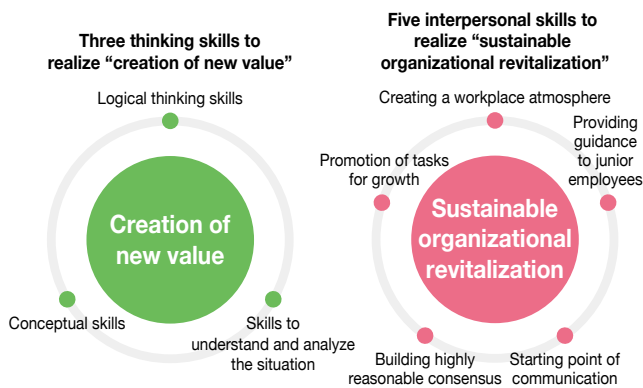 Three thinking skills to
realize “creation of new value”
Logical thinking skills
Creation of
new value
Conceptual skills
Skills to
understand and analyze
the situation
Five interpersonal skills to
realize “sustainable
organizational revitalization”
Creating a workplace atmosphere
Providing
guidance
to junior
employees
Promotion of tasks
for growth
Sustainable
organizational
revitalization
Building highly
reasonable consensus
Starting point of
communication